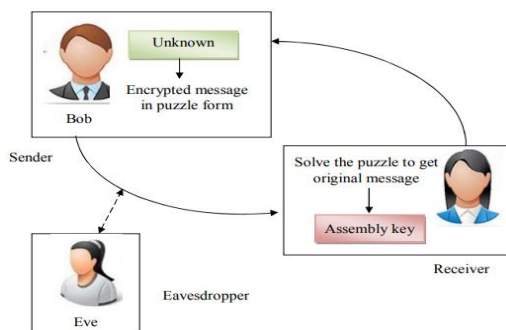 Unknown
Encrypted message
in puzzle form
Bob
Sender
Solve the puzzle to get
original message
Assembly key
Receiver
Eavesdropper
Eve